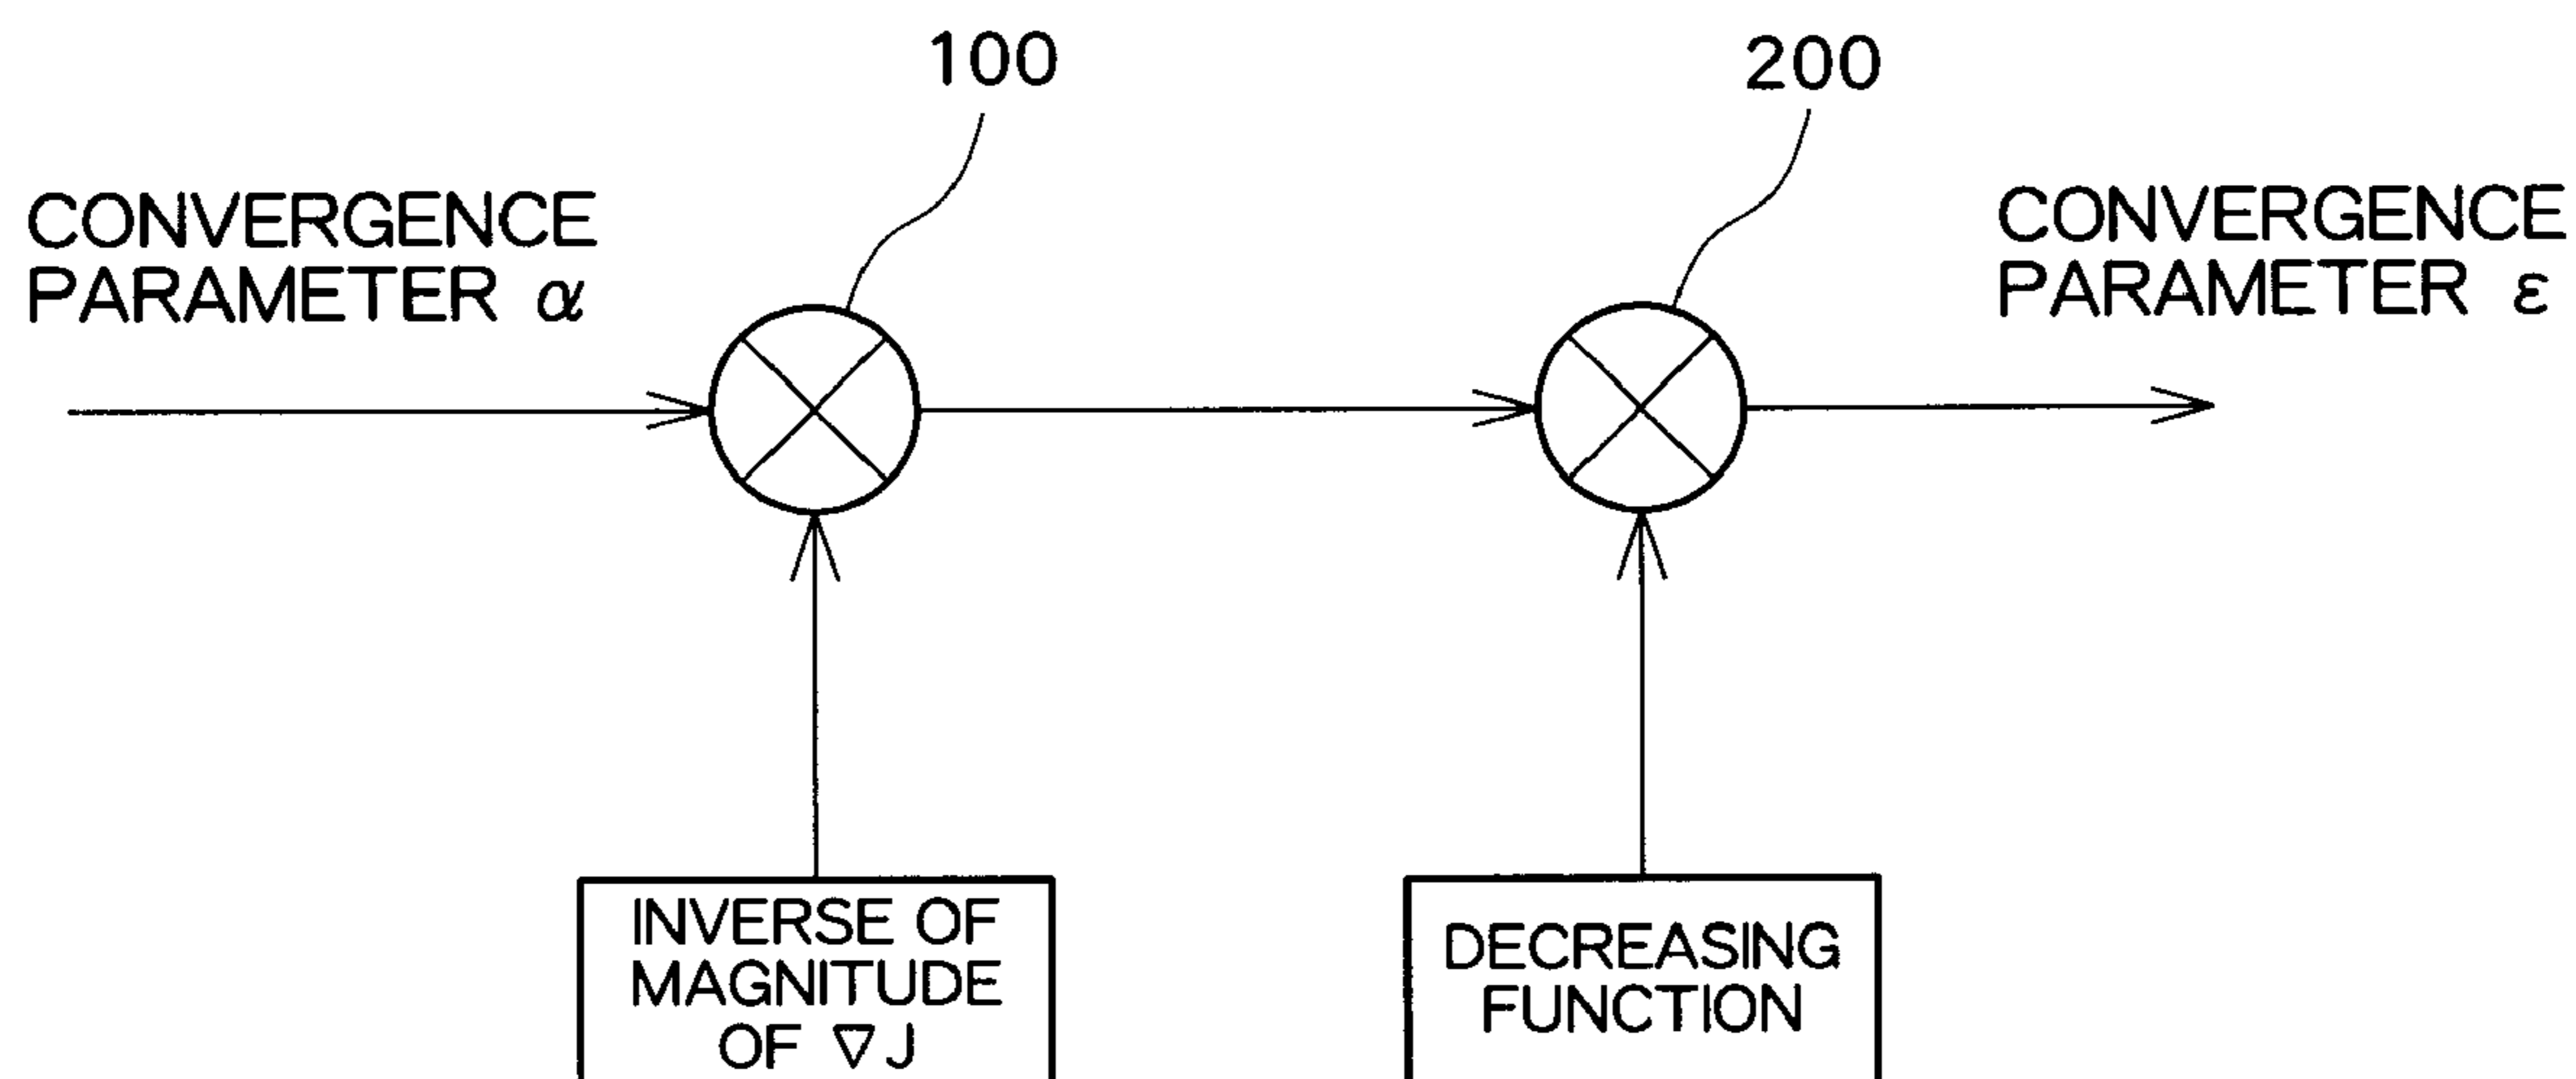 100
200
CONVERGENCE
PARAMETER α
CONVERGENCE
PARAMETER ε
INVERSE OF
MAGNITUDE
OF ∇J
DECREASING
FUNCTION